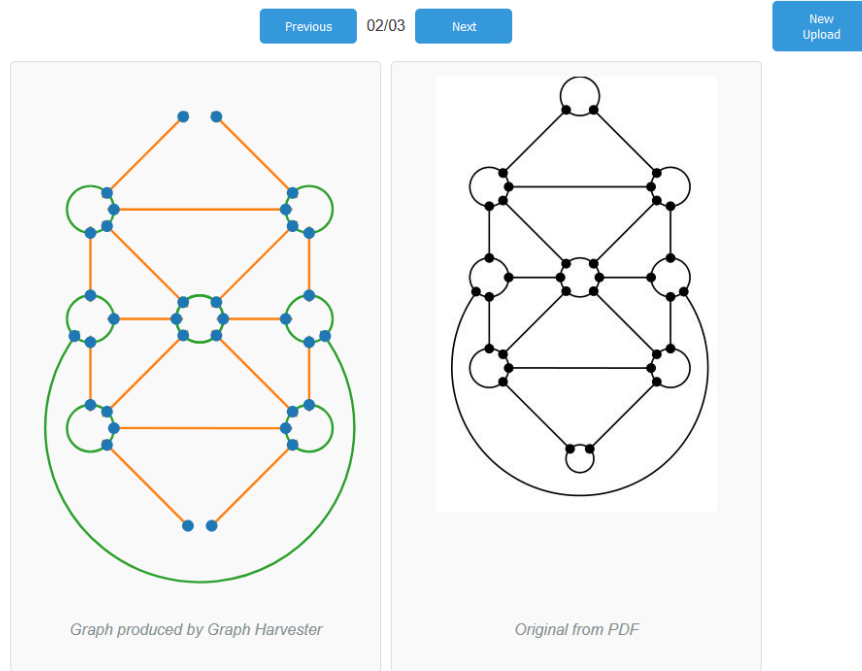 Previous
02/03
Next
New
Upload
Graph produced by Graph Harvester
Original from PDF